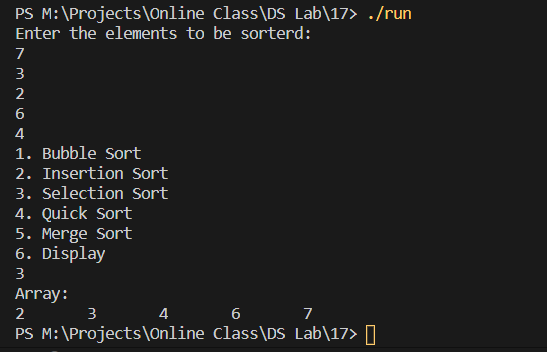 PS M:\Projects\Online Class\DS Lab\17> ./run
Enter the elements to be sorterd:
7
3
2
6
4
1. Bubble Sort
2. Insertion Sort
3. Selection Sort
4. Quick Sort
5. Merge Sort
6. Display
3
Array:
2 3 4 6 7
PS M:\Projects\Online Class\DS Lab\17>